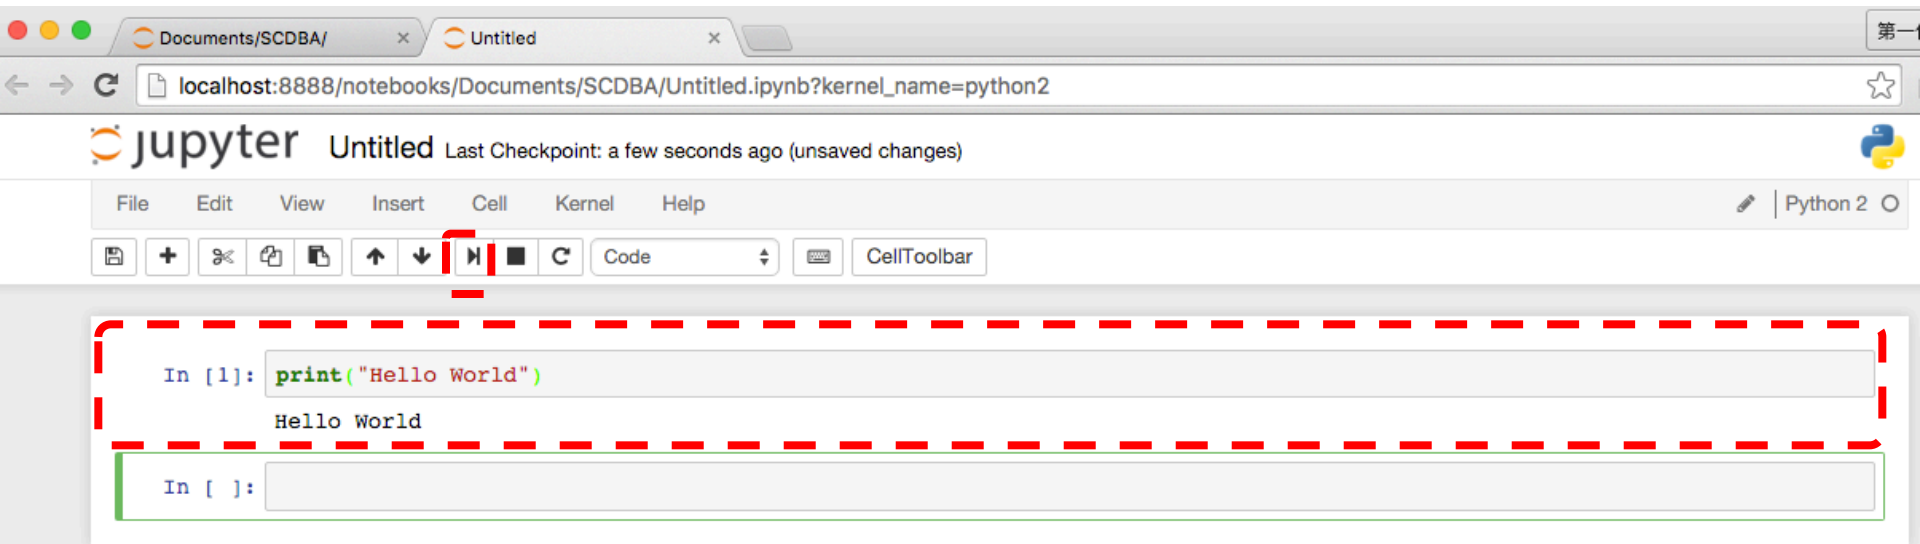 Documents/SCDBA/ × Untitled ×
第一
localhost:8888/notebooks/Documents/SCDBA/Untitled.ipynb?kernel_name=python2
jupyter Untitled Last Checkpoint: a few seconds ago (unsaved changes)
File Edit View Insert Cell Kernel Help Python 2
Code CellToolbar
In [1]: print("Hello World")
Hello World
In [ ]: